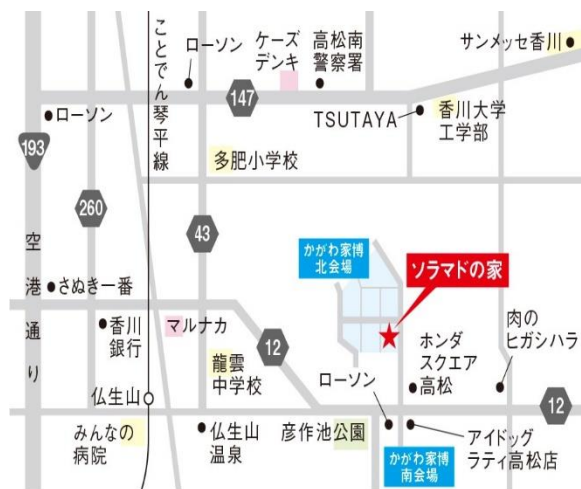 ことでん琴平線
ローソン
ケーズ
デンキ
高松南
警察署
サンメッセ香川
147
ローソン
TSUTAYA
香川大学
工学部
193
多肥小学校
260
43
空港通り
かがわ家博
北会場
ソラマドの家
さぬき一番
香川
銀行
マルナカ
12
龍雲
中学校
ホンダ
スクエア
高松
肉の
ヒガシハラ
仏生山
ローソン
12
みんなの
病院
仏生山
温泉
彦作池公園
かがわ家博
南会場
アイドッグ
ラティ高松店